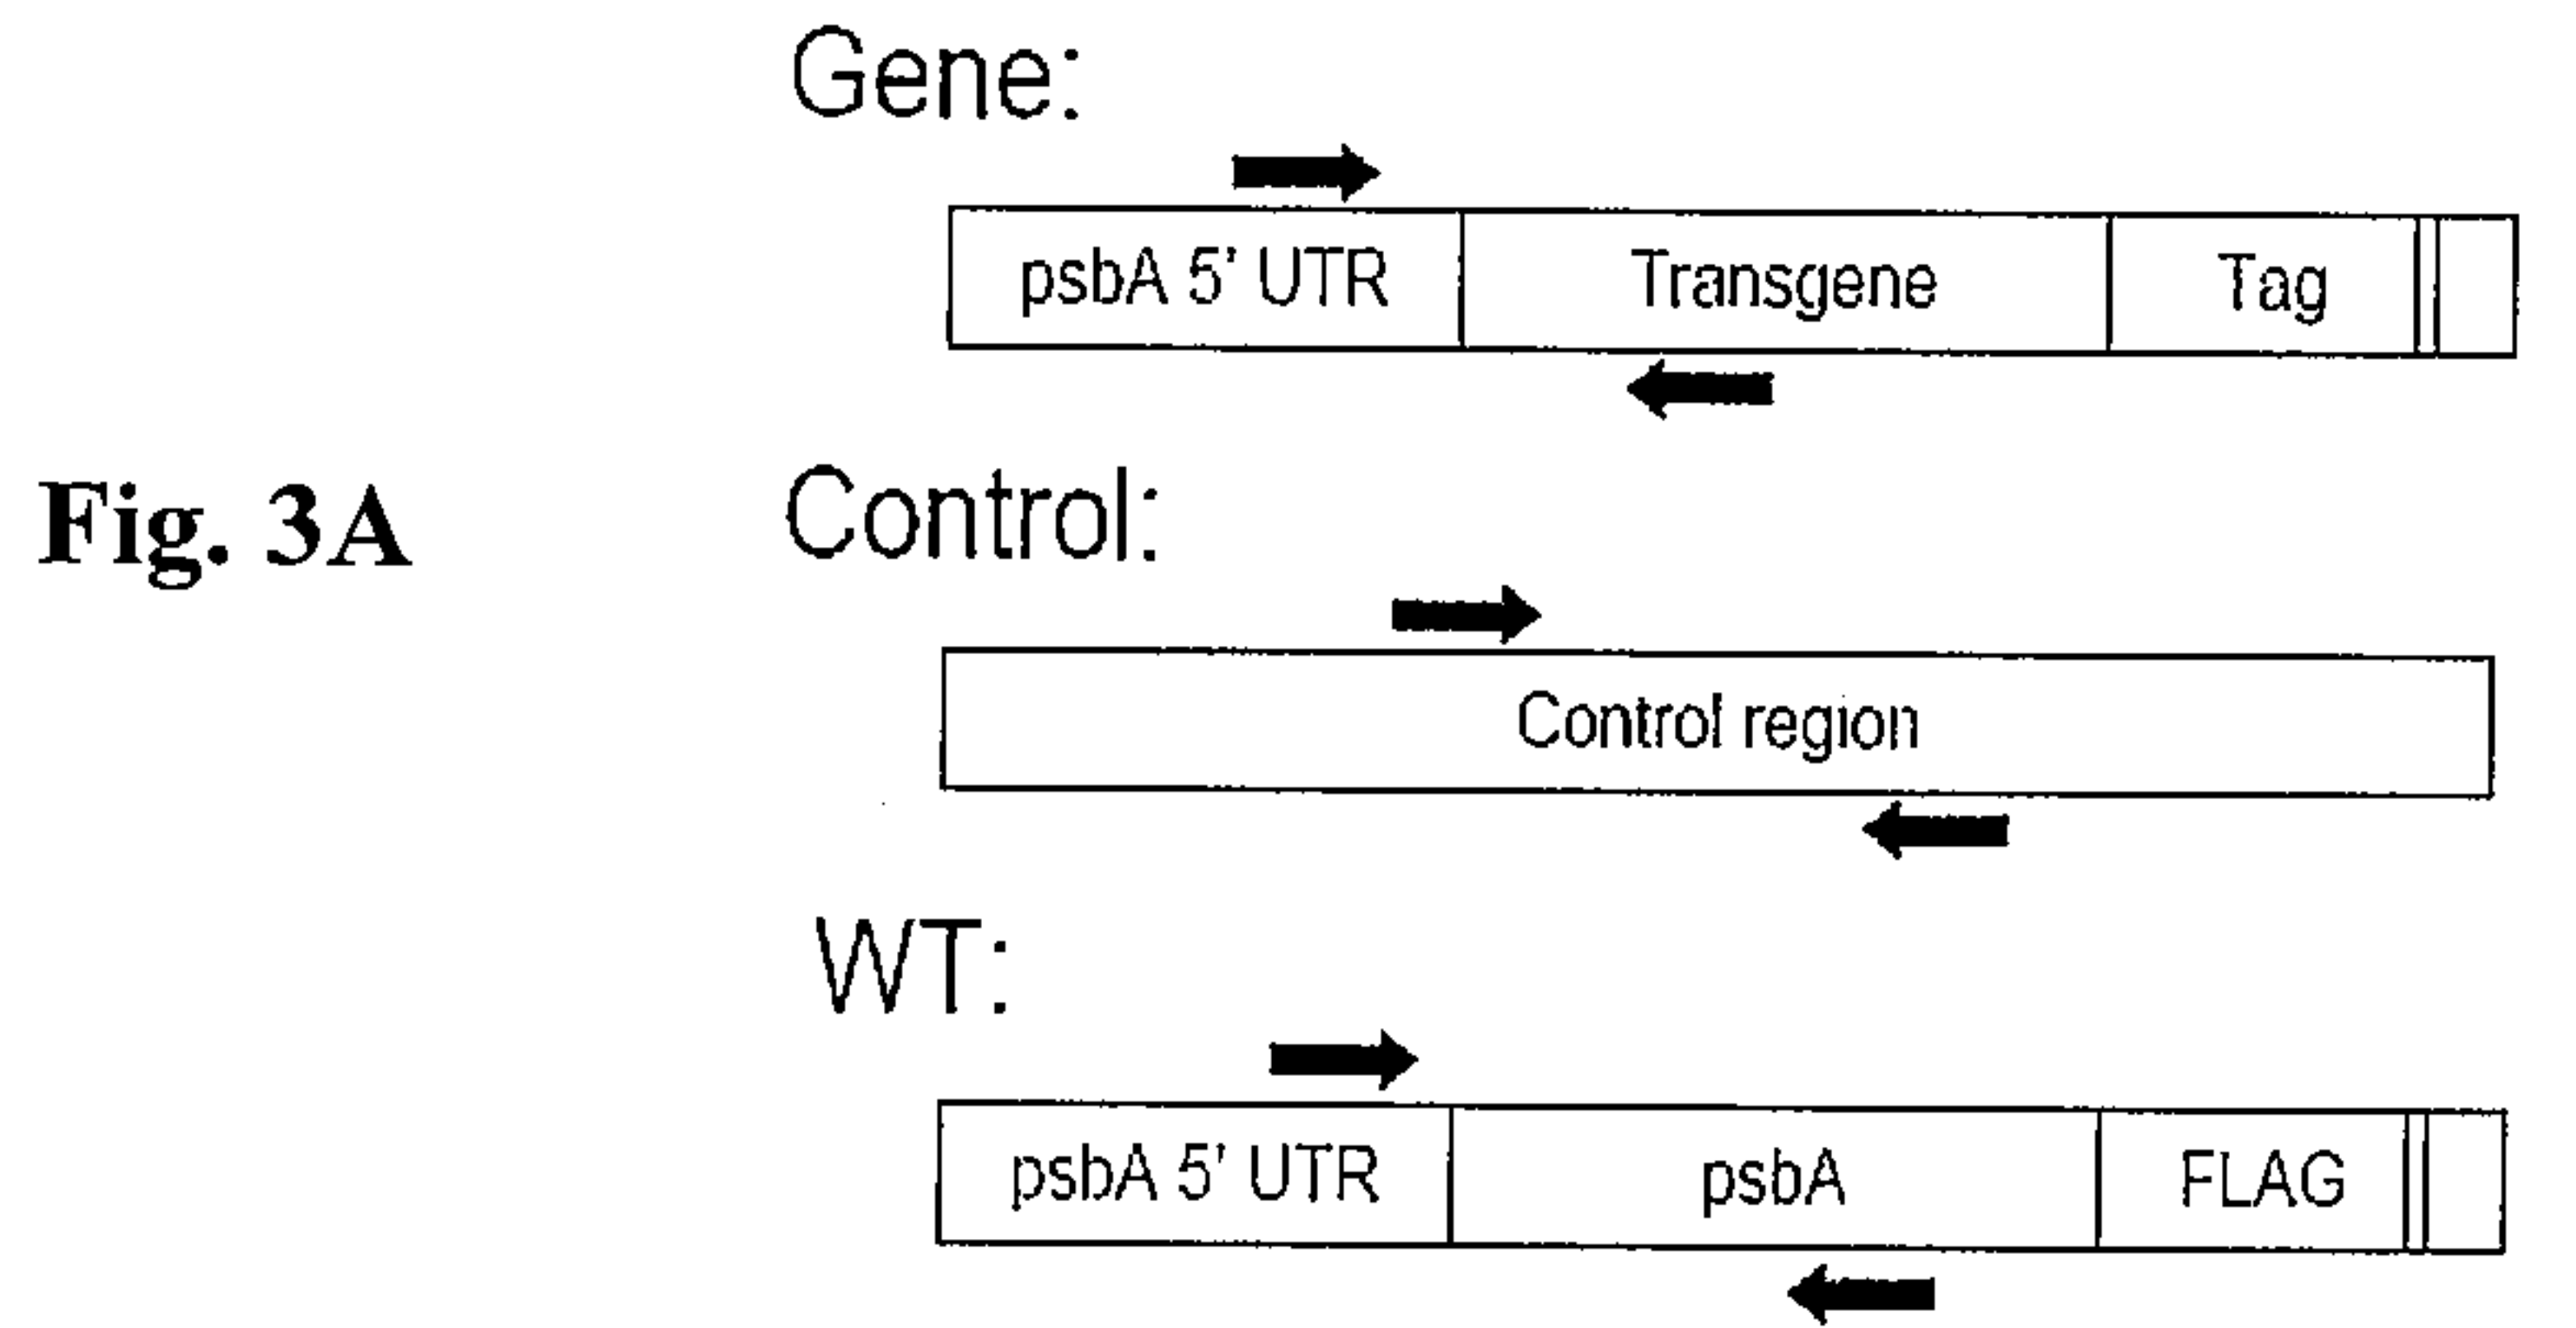 Gene:
psbA 5' UTR Transgene Tag
Fig. 3A
Control:
Control region
WT:
psbA 5' UTR psbA FLAG